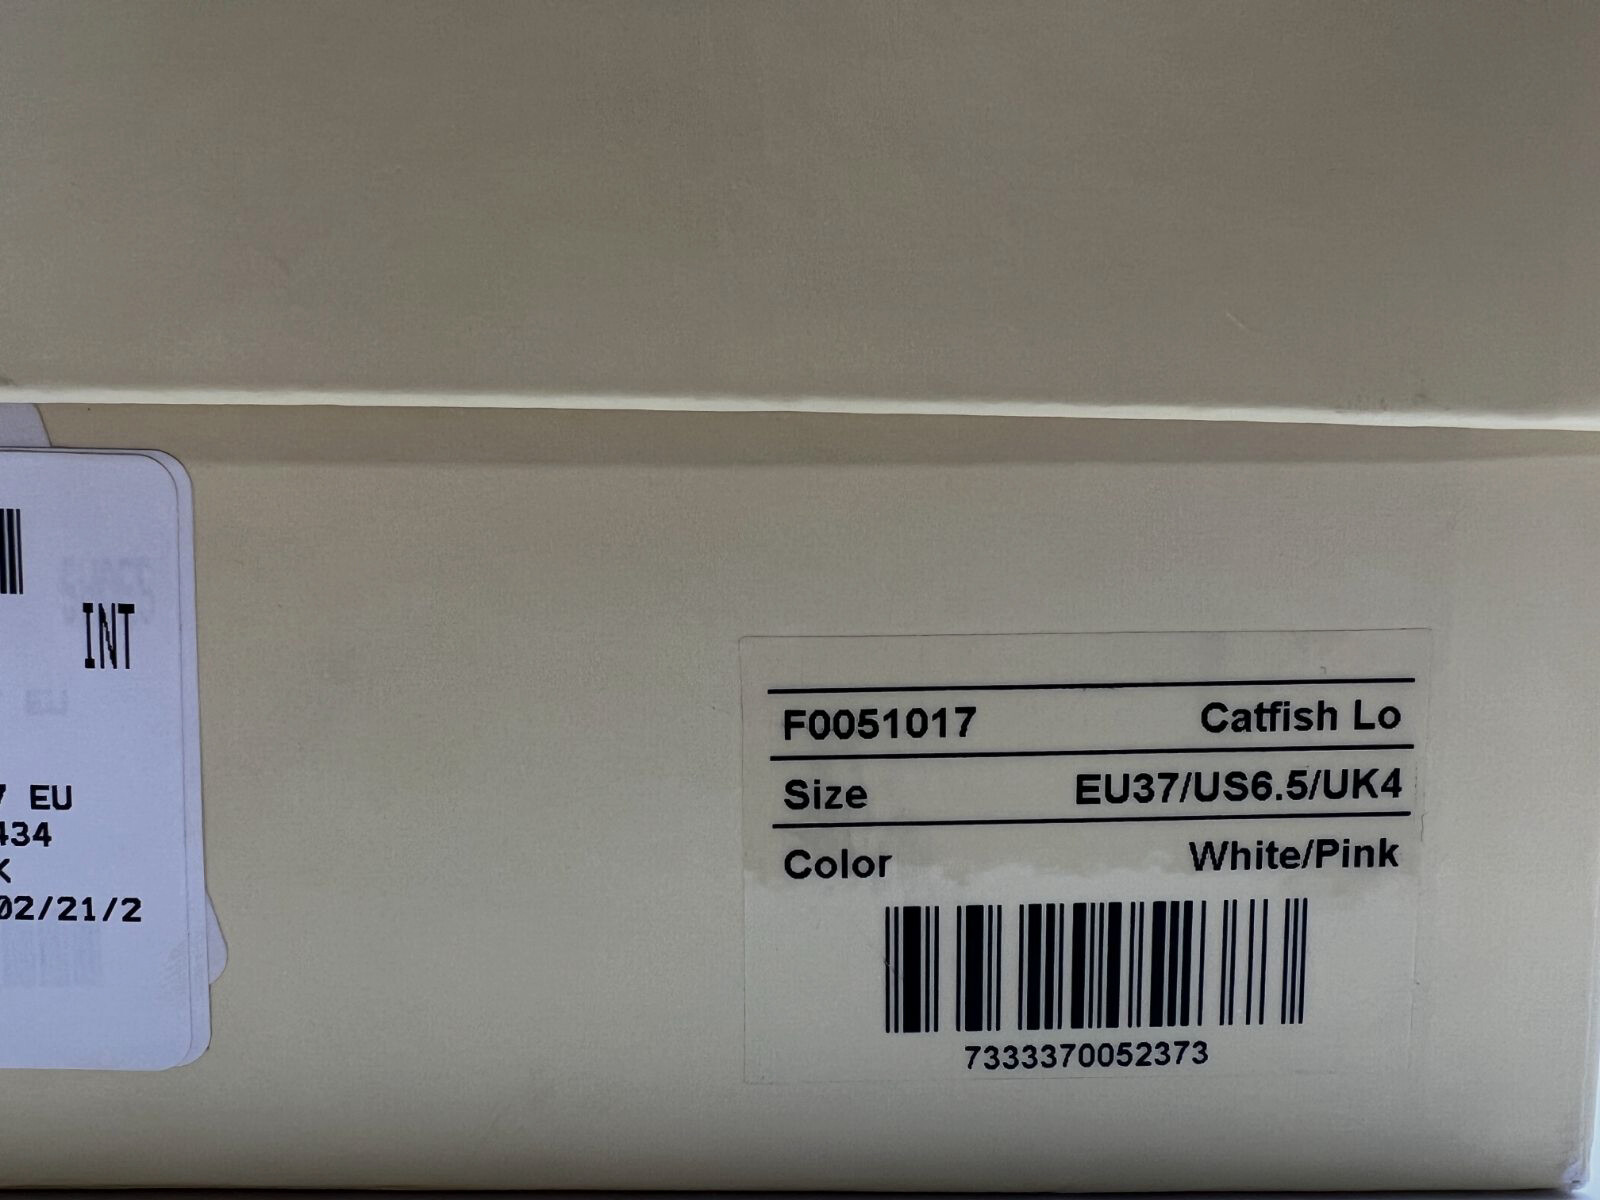 INT
7 EU
434
K
02/21/2
F0051017 Catfish Lo
Size EU37/US6.5/UK4
Color White/Pink
7333370052373